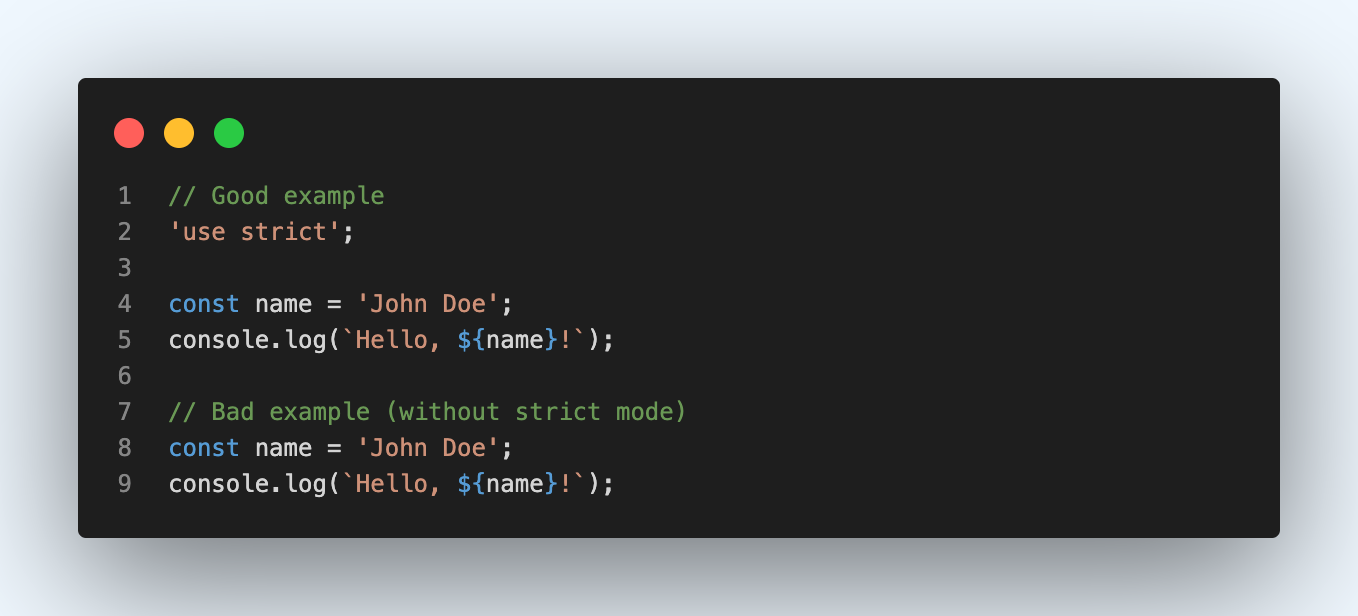 1 // Good example
2 'use strict';
3
4 const name = 'John Doe';
5 console.log(`Hello, ${name}!`);
6
7 // Bad example (without strict mode)
8 const name = 'John Doe';
9 console.log(`Hello, ${name}!`);